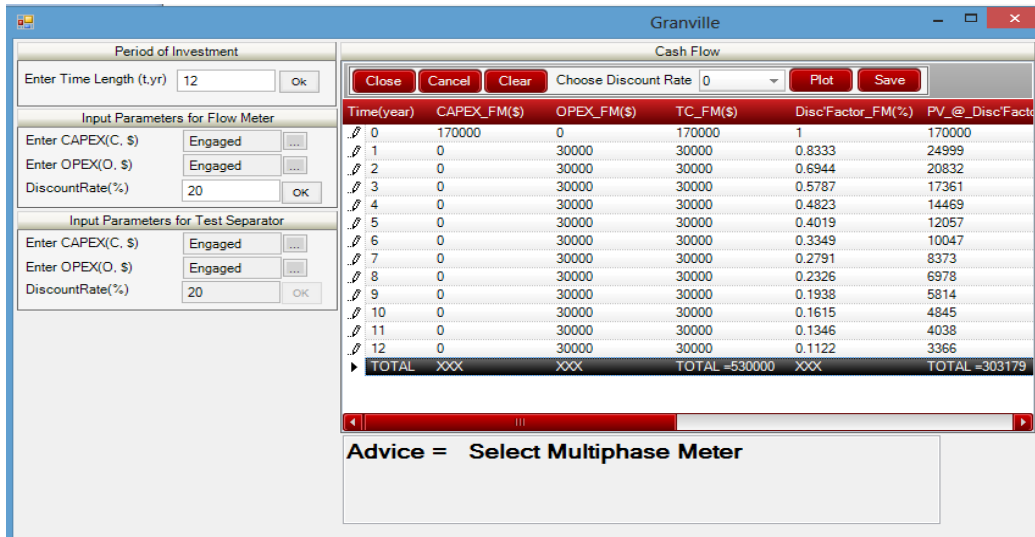 Granville
Period of Investment
Enter Time Length (t,yr) 12 Ok
Input Parameters for Flow Meter
Enter CAPEX(C, $) Engaged ...
Enter OPEX(O, $) Engaged ...
DiscountRate(%) 20 OK
Input Parameters for Test Separator
Enter CAPEX(C, $) Engaged ...
Enter OPEX(O, $) Engaged ...
DiscountRate(%) 20 OK
Cash Flow
Close Cancel Clear Choose Discount Rate 0 Plot Save
Time(year) CAPEX_FM($) OPEX_FM($) TC_FM($) Disc'Factor_FM(%) PV_@_Disc'Facto
0 170000 0 170000 1 170000
1 0 30000 30000 0.8333 24999
2 0 30000 30000 0.6944 20832
3 0 30000 30000 0.5787 17361
4 0 30000 30000 0.4823 14469
5 0 30000 30000 0.4019 12057
6 0 30000 30000 0.3349 10047
7 0 30000 30000 0.2791 8373
8 0 30000 30000 0.2326 6978
9 0 30000 30000 0.1938 5814
10 0 30000 30000 0.1615 4845
11 0 30000 30000 0.1346 4038
12 0 30000 30000 0.1122 3366
TOTAL XXX XXX TOTAL =530000 XXX TOTAL =303179
Advice = Select Multiphase Meter